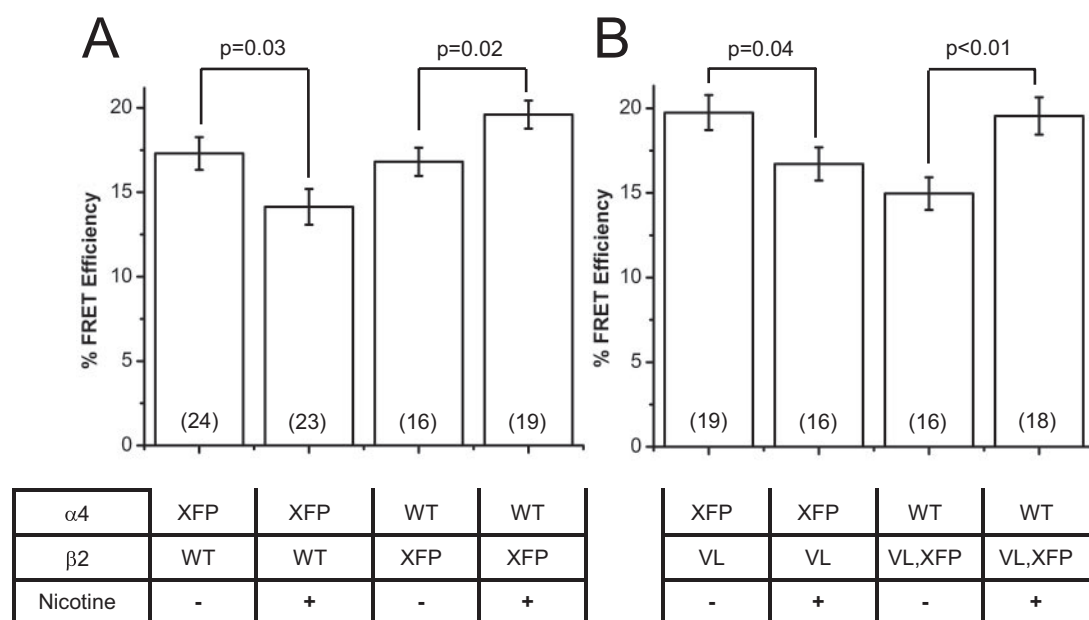 A
B
p=0.03
p=0.02
p=0.04
p<0.01
% FRET Efficiency
20
15
10
5
0
(24)
(23)
(16)
(19)
% FRET Efficiency
20
15
10
5
0
(19)
(16)
(16)
(18)
α4 XFP XFP WT WT XFP XFP WT WT
β2 WT WT XFP XFP VL VL VL,XFP VL,XFP
Nicotine - + - + - + - +